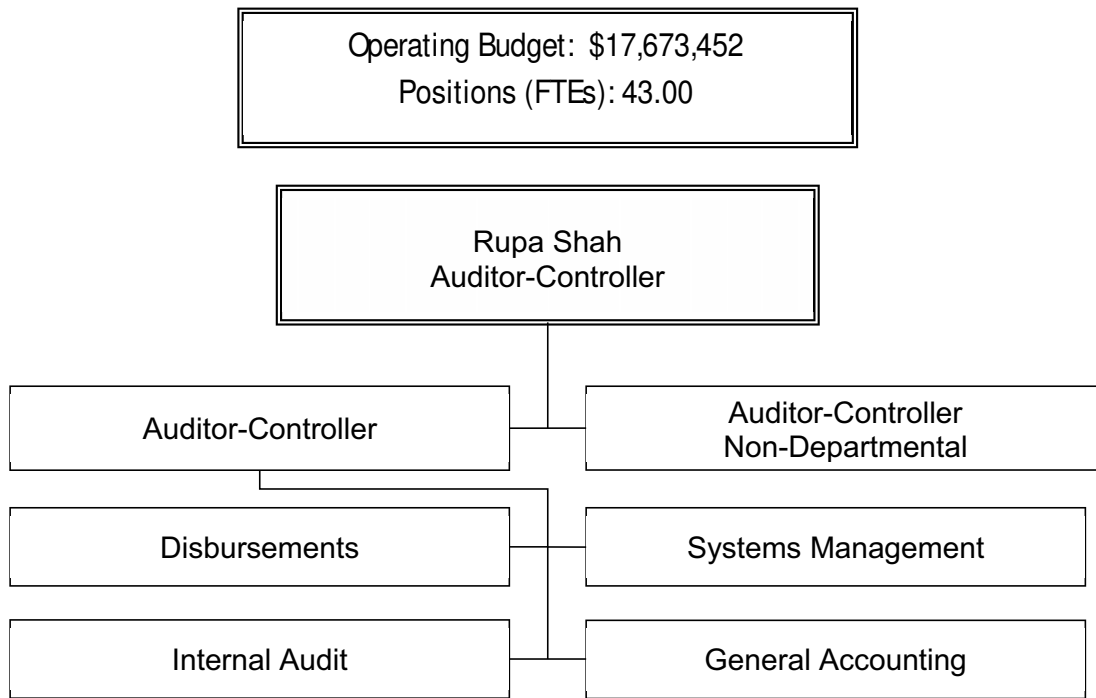 Operating Budget: $17,673,452
Positions (FTEs): 43.00
Rupa Shah
Auditor-Controller
Auditor-Controller
Auditor-Controller
Non-Departmental
Disbursements
Systems Management
Internal Audit
General Accounting